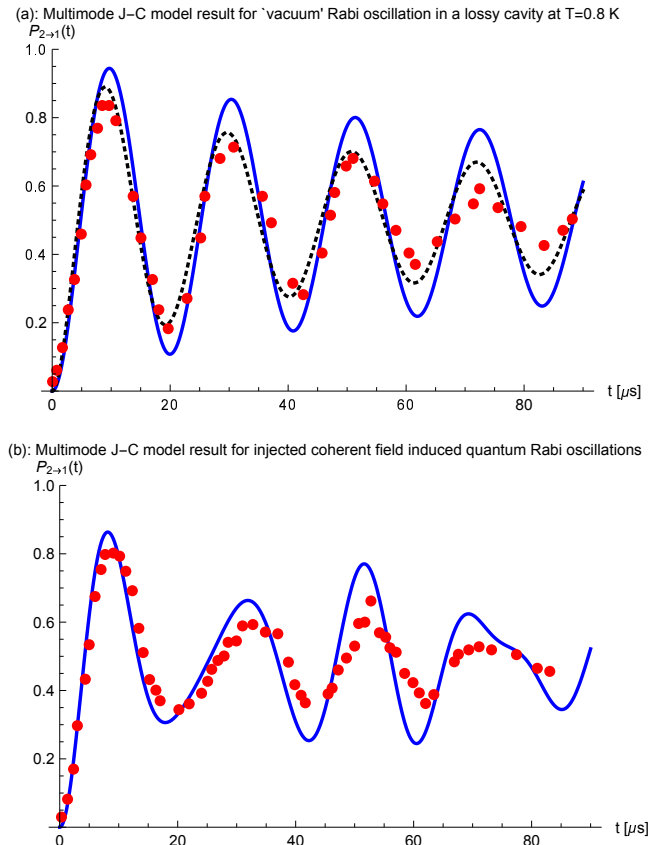 (a): Multimode J−C model result for `vacuum' Rabi oscillation in a lossy cavity at T=0.8 K
P2→1(t)
1.0
0.8
0.6
0.4
0.2
0 20 40 60 80
t [μs]
(b): Multimode J−C model result for injected coherent field induced quantum Rabi oscillations
P2→1(t)
1.0
0.8
0.6
0.4
0.2
0 20 40 60 80
t [μs]